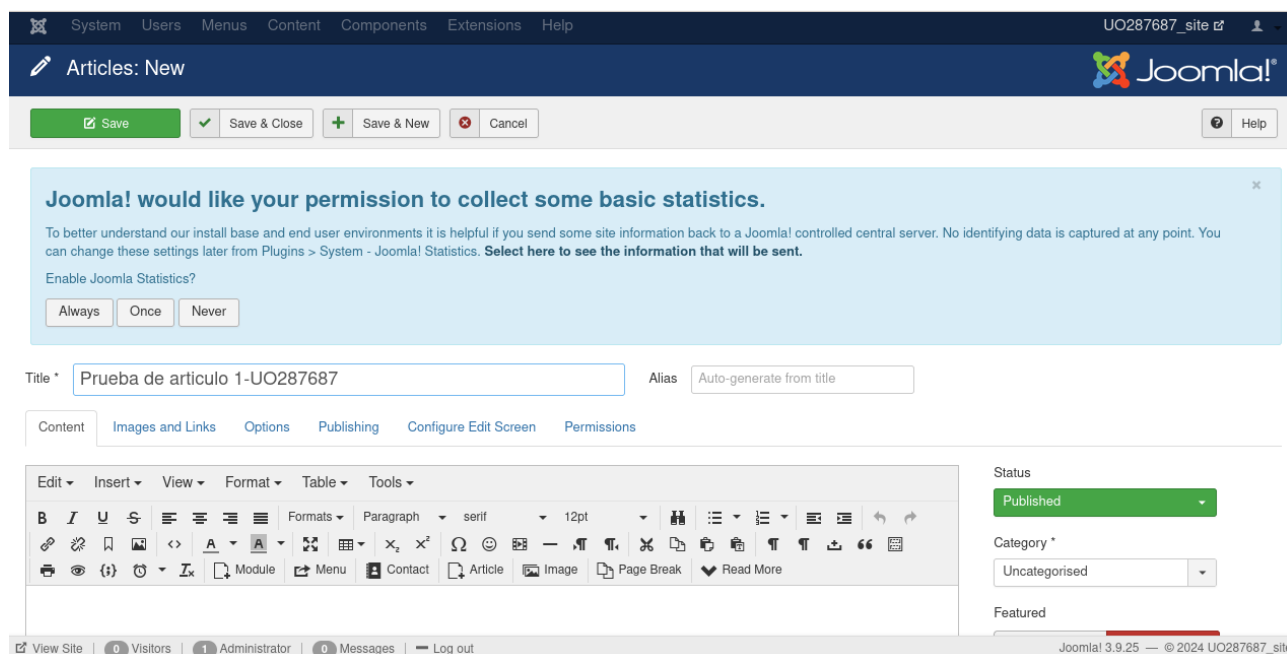 System Users Menus Content Components Extensions Help UO287687_site
Articles: New Joomla!®
Save Save & Close Save & New Cancel Help
Joomla! would like your permission to collect some basic statistics. ×
To better understand our install base and end user environments it is helpful if you send some site information back to a Joomla! controlled central server. No identifying data is captured at any point. You
can change these settings later from Plugins > System - Joomla! Statistics. Select here to see the information that will be sent.
Enable Joomla Statistics?
Always Once Never
Title * Prueba de articulo 1-UO287687 Alias Auto-generate from title
Content Images and Links Options Publishing Configure Edit Screen Permissions
Status
Edit Insert View Format Table Tools
Published
B I U S Formats Paragraph serif 12pt
Category *
A A X₂ X² Ω
Uncategorised
Module Menu Contact Article Image Page Break Read More
Featured
View Site | 0 Visitors | 1 Administrator | 0 Messages | Log out Joomla! 3.9.25 — © 2024 UO287687_site